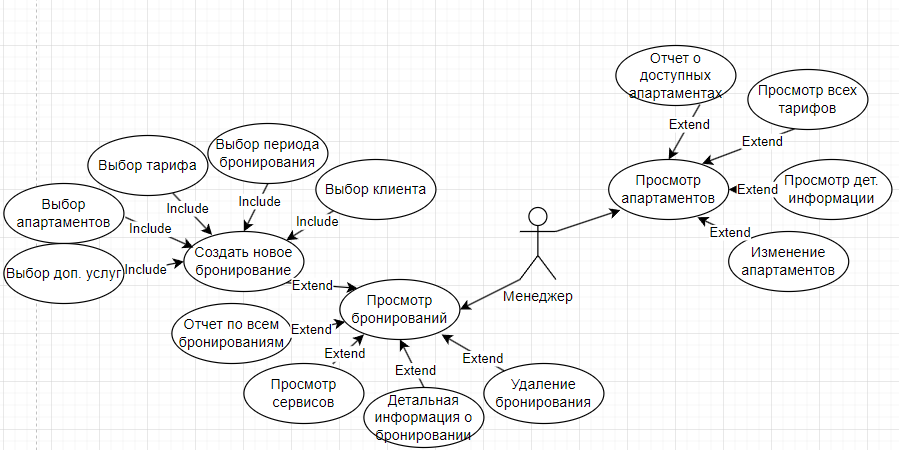 Отчет о
доступных
апартаментах
Просмотр всех
тарифов
Extend
Extend
Просмотр
апартаментов
Extend
Просмотр дет.
информации
Extend
Изменение
апартаментов
Выбор периода
бронирования
Выбор тарифа
Выбор клиента
Выбор
апартаментов
Выбор доп. услуг
Include
Include
Include
Include
Include
Создать новое
бронирование
Менеджер
Extend
Просмотр
бронирований
Отчет по всем
бронированиям
Extend
Extend
Extend
Extend
Просмотр
сервисов
Детальная
информация о
бронировании
Удаление
бронирования